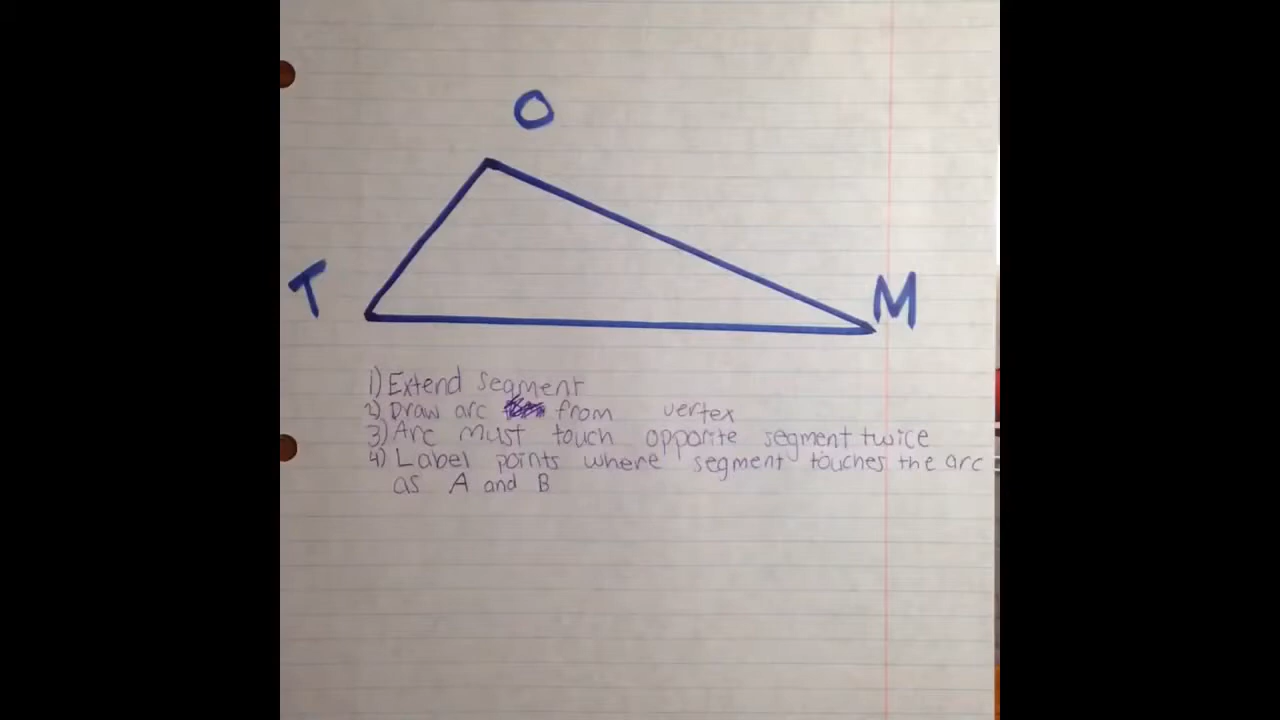 O
T
M
1) Extend segment
2) Draw arc from vertex
3) Arc must touch opposite segment twice
4) Label points where segment touches the arc
as A and B